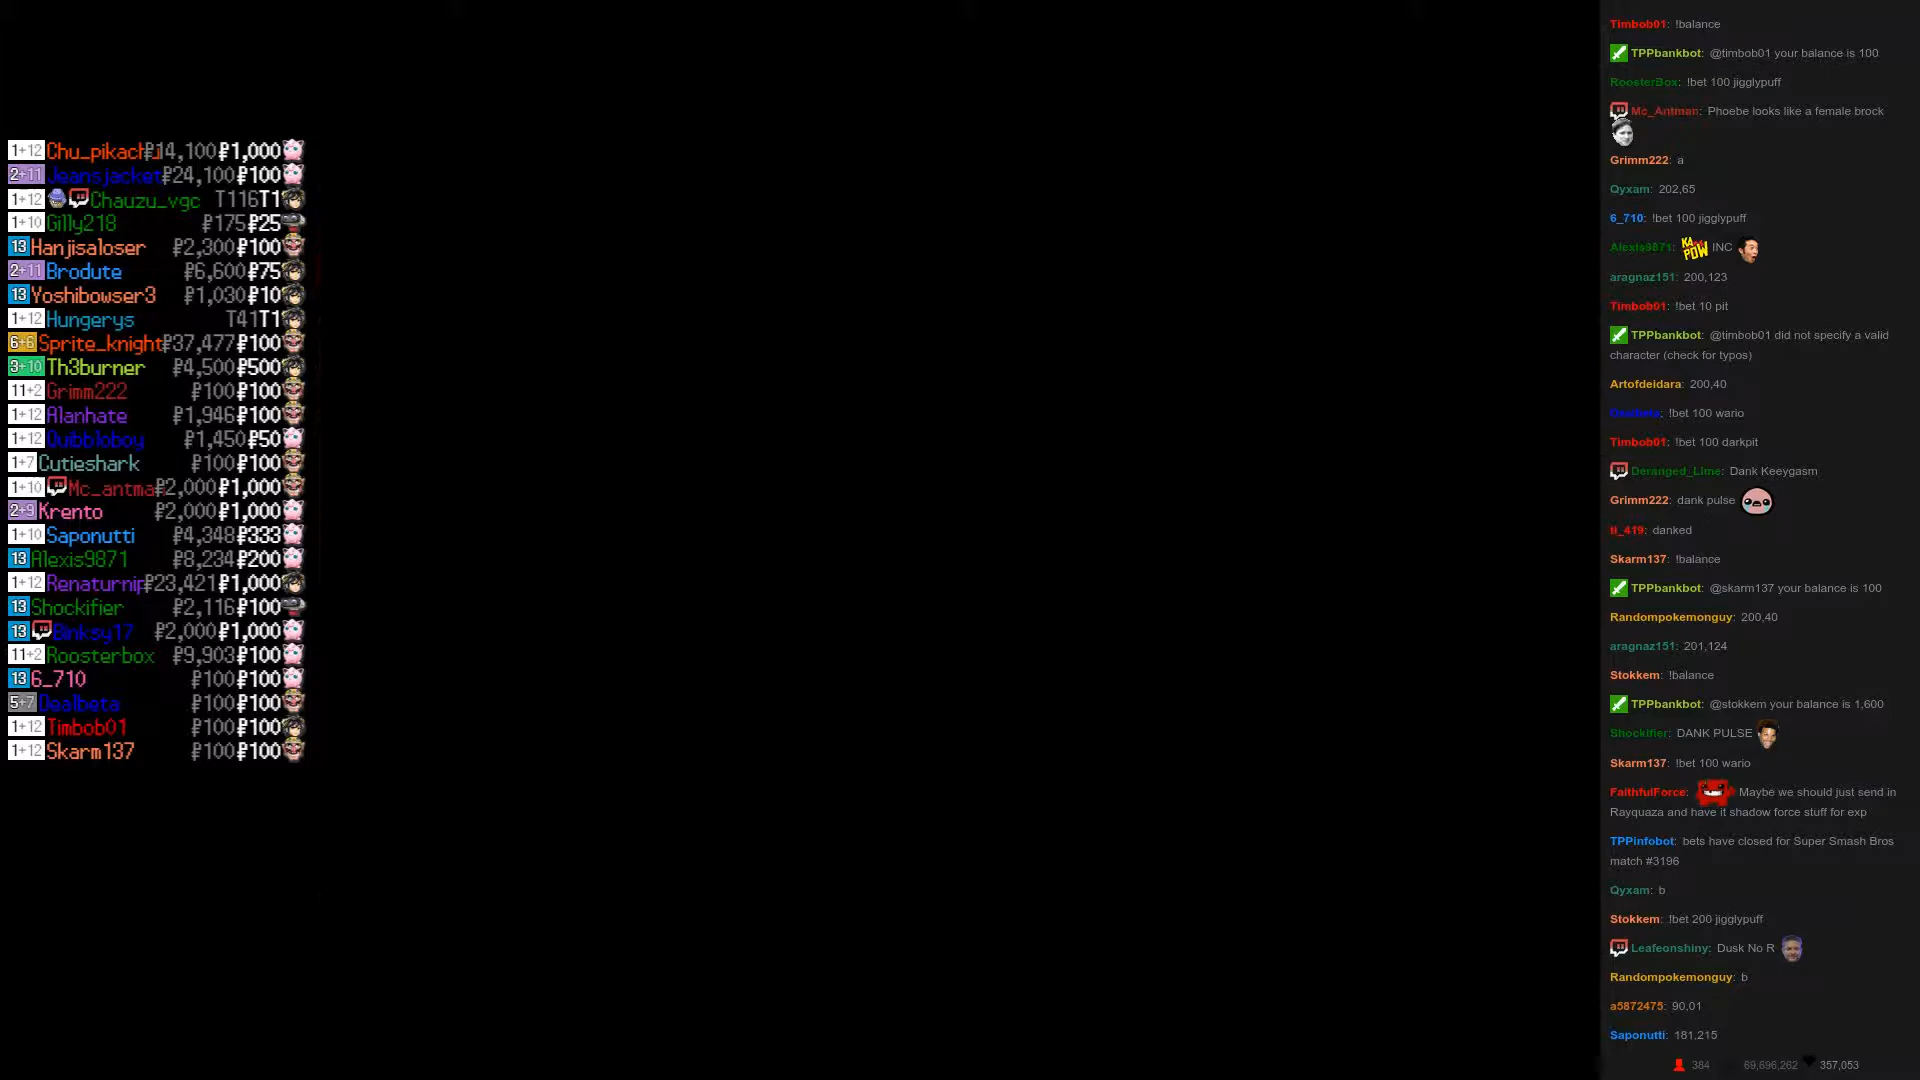 1+12 Chu_pikach ₽14,100 ₽1,000
2+11 Jeansjacket ₽24,100 ₽100
1+12 Chauzu_vgc T116 T1
1+10 Gilly218 ₽175 ₽25
13 Hanjisaloser ₽2,300 ₽100
2+11 Brodute ₽6,600 ₽75
13 Yoshibowser3 ₽1,030 ₽10
1+12 Hungerys T41 T1
6+6 Sprite_knight ₽37,477 ₽100
3+10 Th3burner ₽4,500 ₽500
11+2 Grimm222 ₽100 ₽100
1+12 Alanhate ₽1,946 ₽100
1+12 Quibbloboy ₽1,450 ₽50
1+7 Cutieshark ₽100 ₽100
1+10 Mc_antma ₽2,000 ₽1,000
2+9 Krento ₽2,000 ₽1,000
1+10 Saponutti ₽4,348 ₽333
13 Alexis9871 ₽8,234 ₽200
1+12 Renaturnip ₽23,421 ₽1,000
13 Shockifier ₽2,116 ₽100
13 Binksy17 ₽2,000 ₽1,000
11+2 Roosterbox ₽9,903 ₽100
13 6_710 ₽100 ₽100
5+7 Dealbeta ₽100 ₽100
1+12 Timbob01 ₽100 ₽100
1+12 Skarm137 ₽100 ₽100
Timbob01: !balance
TPPbankbot: @timbob01 your balance is 100
RoosterBox: !bet 100 jigglypuff
Mc_Antman: Phoebe looks like a female brock
Grimm222: a
Qyxam: 202,65
6_710: !bet 100 jigglypuff
Alexis9871: KA POW INC
aragnaz151: 200,123
Timbob01: !bet 10 pit
TPPbankbot: @timbob01 did not specify a valid
character (check for typos)
Artofdeidara: 200,40
Dealbeta: !bet 100 wario
Timbob01: !bet 100 darkpit
Deranged_Lime: Dank Keeygasm
Grimm222: dank pulse
tl_419: danked
Skarm137: !balance
TPPbankbot: @skarm137 your balance is 100
Randompokemonguy: 200,40
aragnaz151: 201,124
Stokkem: !balance
TPPbankbot: @stokkem your balance is 1,600
Shockifier: DANK PULSE
Skarm137: !bet 100 wario
FaithfulForce: Maybe we should just send in
Rayquaza and have it shadow force stuff for exp
TPPinfobot: bets have closed for Super Smash Bros
match #3196
Qyxam: b
Stokkem: !bet 200 jigglypuff
Leafeonshiny: Dusk No R
Randompokemonguy: b
a5872475: 90,01
Saponutti: 181,215
384 69,696,262 357,053